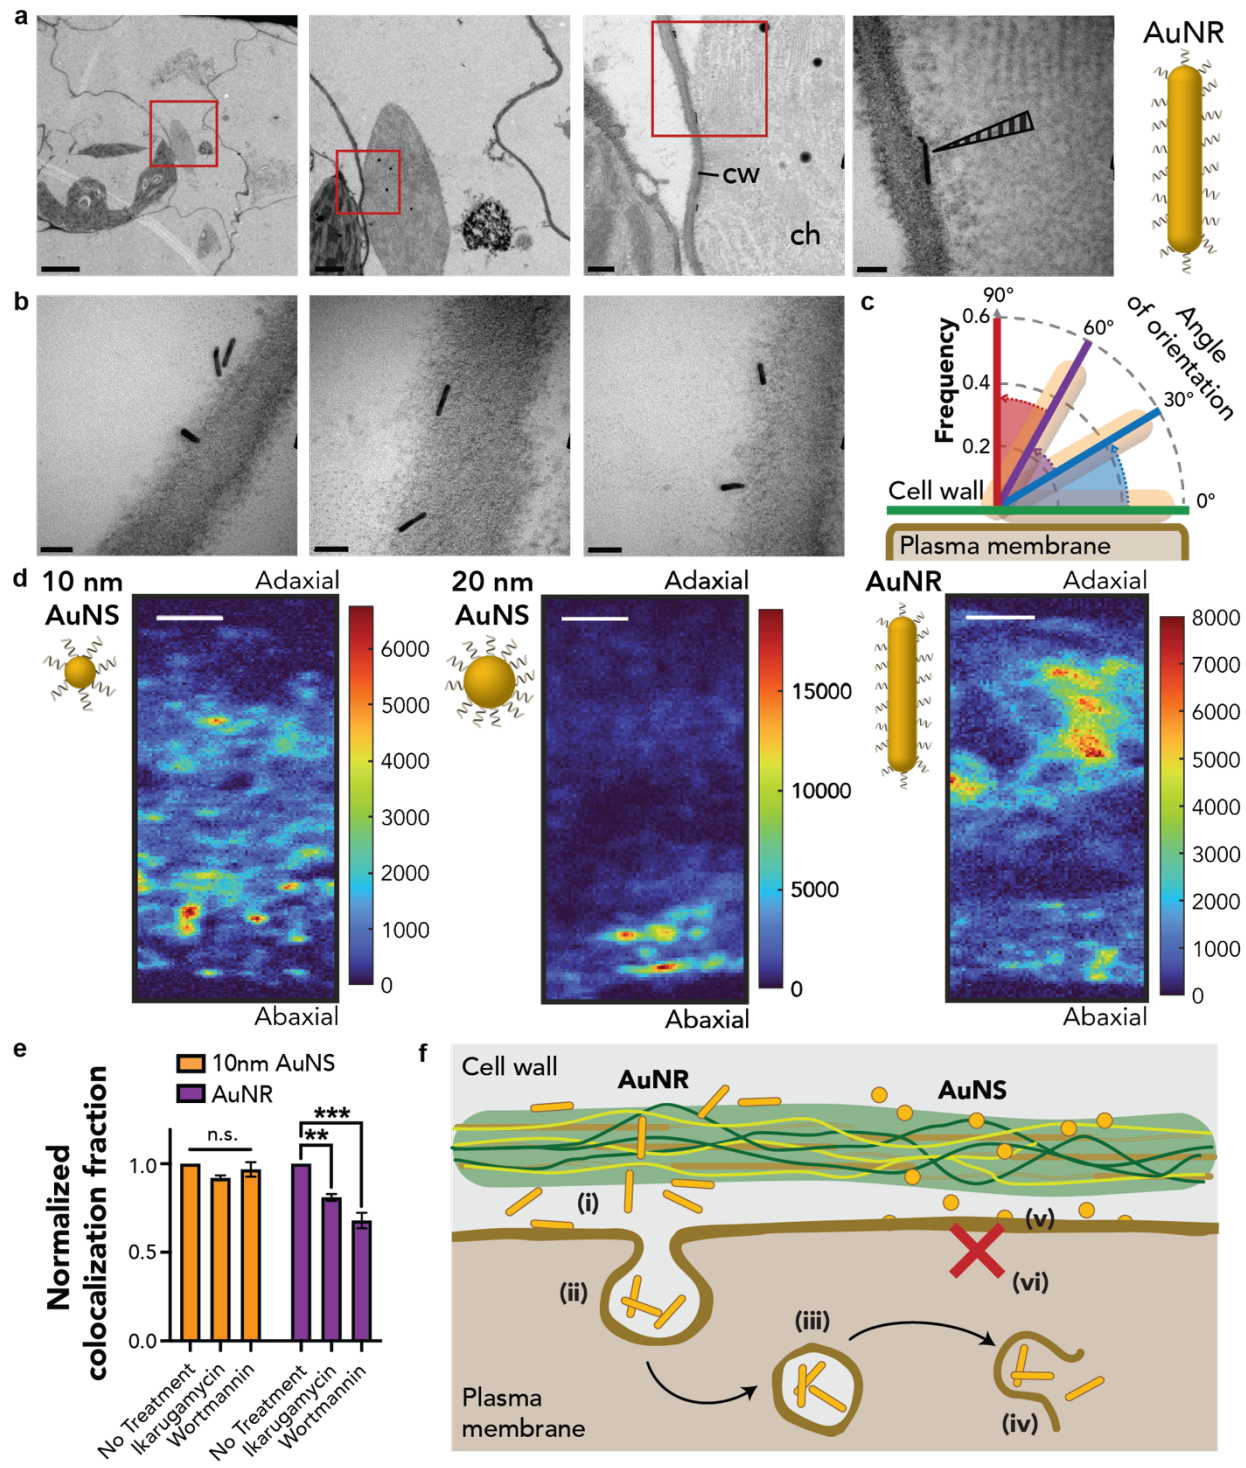 a
AuNR
cw
ch
b
c
90°
0.6
60°
Angle
of orientation
Frequency
0.4
30°
0.2
Cell wall
0°
Plasma membrane
d
10 nm
AuNS
Adaxial
6000
5000
4000
3000
2000
1000
0
Abaxial
20 nm
AuNS
Adaxial
15000
10000
5000
0
Abaxial
AuNR
Adaxial
8000
7000
6000
5000
4000
3000
2000
1000
0
Abaxial
e
10nm AuNS
AuNR
Normalized
colocalization fraction
n.s.
***
**
1.0
0.5
0.0
No Treatment
Ikarugamycin
Wortmannin
No Treatment
Ikarugamycin
Wortmannin
f
Cell wall
AuNR
AuNS
(i)
(v)
(ii)
(vi)
(iii)
(iv)
Plasma
membrane